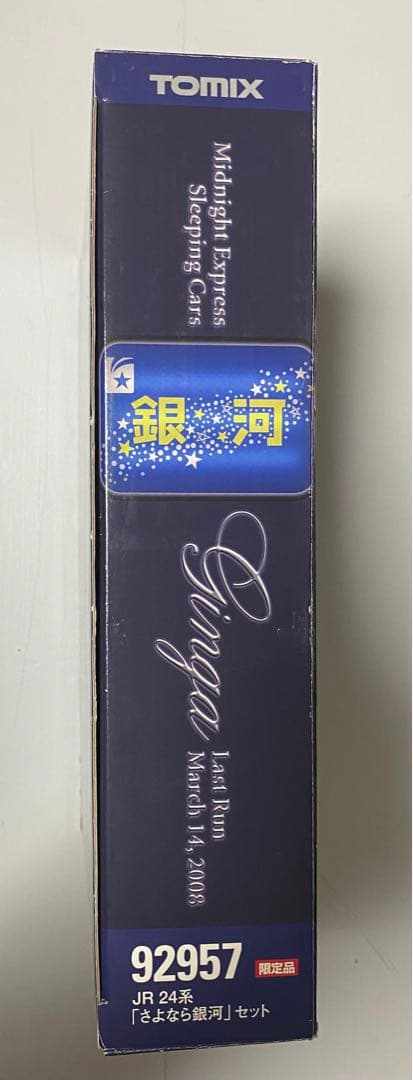 TOMIX
Midnight Express
Sleeping Cars
銀河
Ginga
Last Run
March 14, 2008
92957 限定品
JR 24系
「さよなら銀河」セット